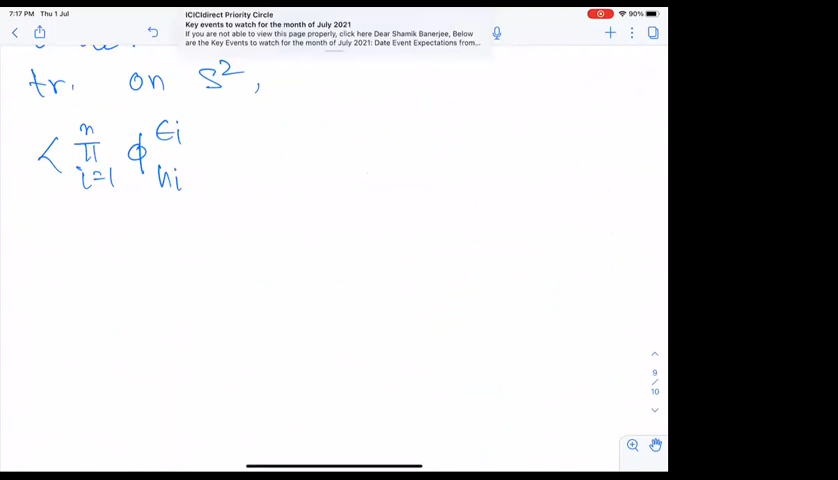 7:17 PM Thu 1 Jul
90%
ICICIdirect Priority Circle
Key events to watch for the month of July 2021
If you are not able to view this page properly, click here Dear Shamik Banerjee, Below
are the Key Events to watch for the month of July 2021: Date Event Expectations from...
tr. on S²,
< n
Π
i=1 ϕ ϵi
hi
9
/
10